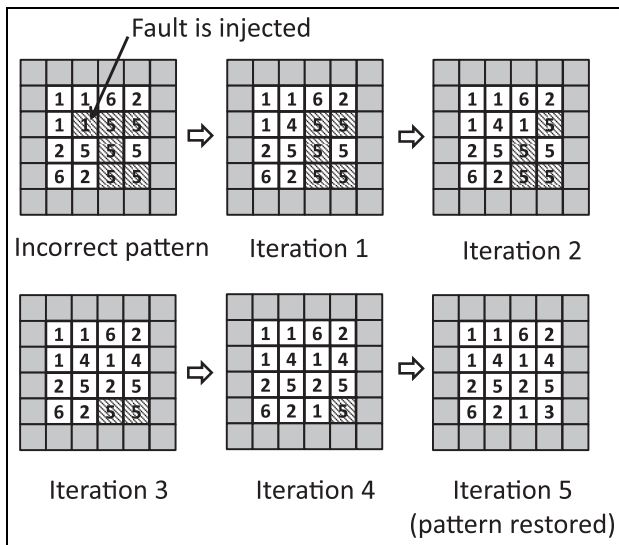 Fault is injected
1 1 6 2 1 1 6 2 1 1 6 2
1 1 5 5 1 4 5 5 1 4 1 5
2 5 5 5 2 5 5 5 2 5 5 5
6 2 5 5 6 2 5 5 6 2 5 5
Incorrect pattern Iteration 1 Iteration 2
1 1 6 2 1 1 6 2 1 1 6 2
1 4 1 4 1 4 1 4 1 4 1 4
2 5 2 5 2 5 2 5 2 5 2 5
6 2 5 5 6 2 1 5 6 2 1 3
Iteration 3 Iteration 4 Iteration 5
(pattern restored)